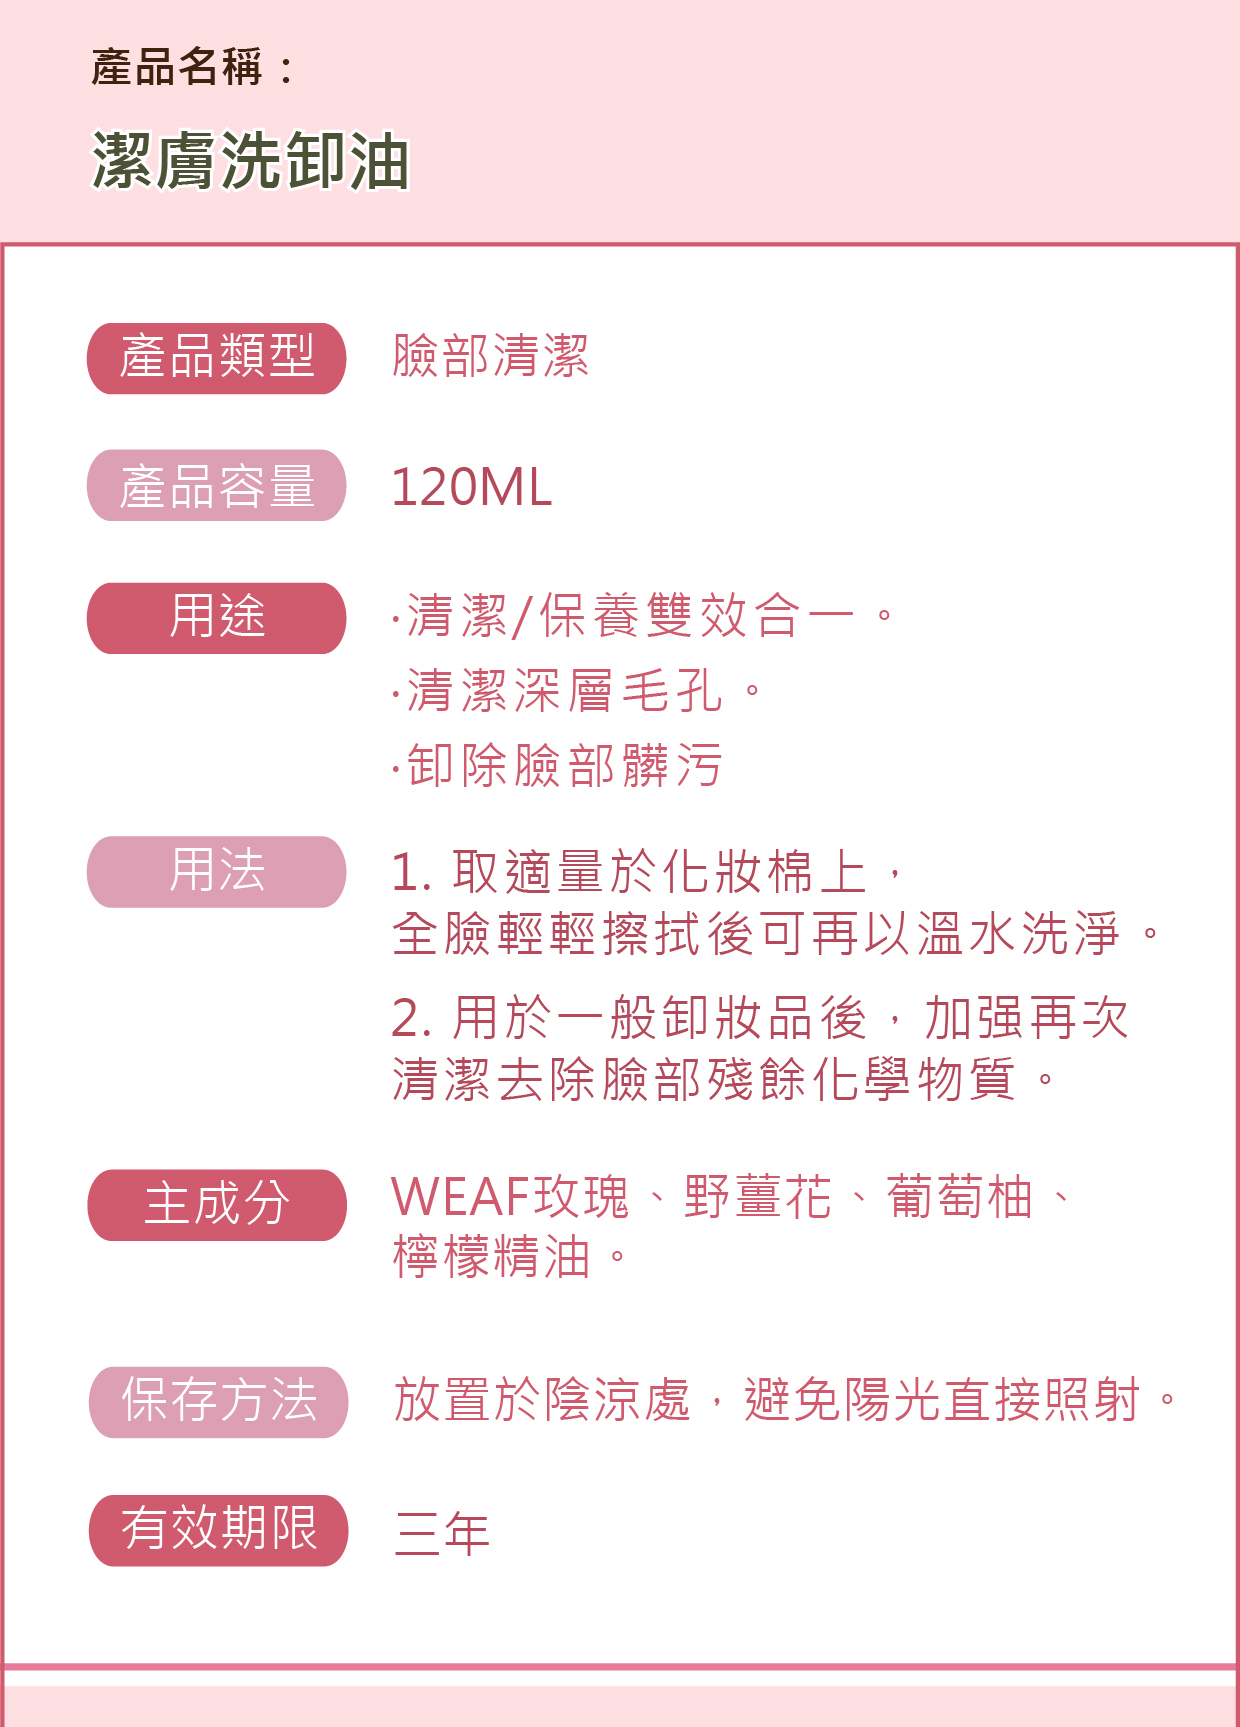 產品名稱：
潔膚洗卸油
產品類型 臉部清潔
產品容量 120ML
用途 ·清潔/保養雙效合一。
·清潔深層毛孔。
·卸除臉部髒污
用法 1. 取適量於化妝棉上，
全臉輕輕擦拭後可再以溫水洗淨。
2. 用於一般卸妝品後，加强再次
清潔去除臉部殘餘化學物質。
主成分 WEAF玫瑰、野薑花、葡萄柚、
檸檬精油。
保存方法 放置於陰涼處，避免陽光直接照射。
有效期限 三年